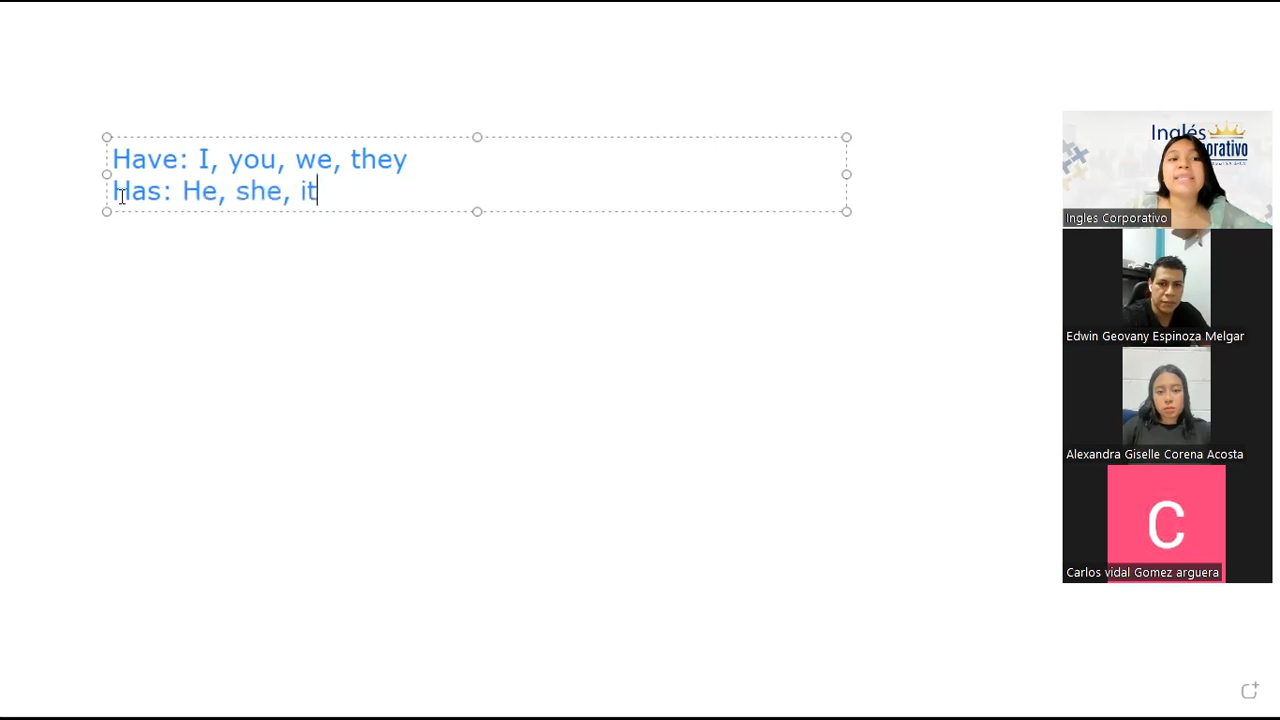 Have: I, you, we, they
Has: He, she, it
Inglés
orativo
Ingles Corporativo
Edwin Geovany Espinoza Melgar
Alexandra Giselle Corena Acosta
C
Carlos vidal Gomez arguera